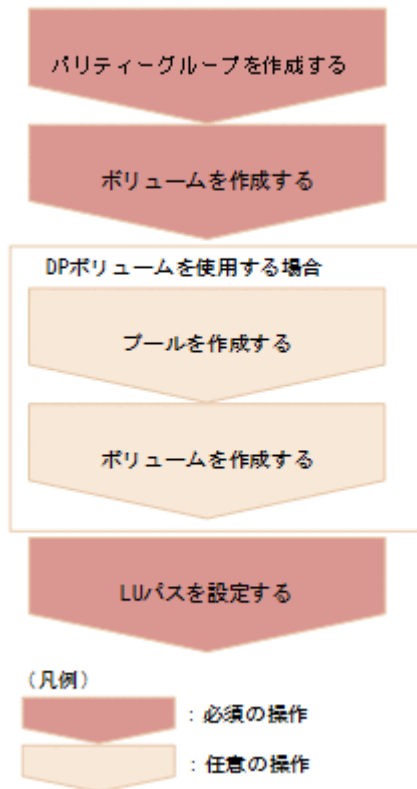 パリティーグループを作成する
ボリュームを作成する
DPボリュームを使用する場合
プールを作成する
ボリュームを作成する
LUパスを設定する
(凡例)
：必須の操作
：任意の操作